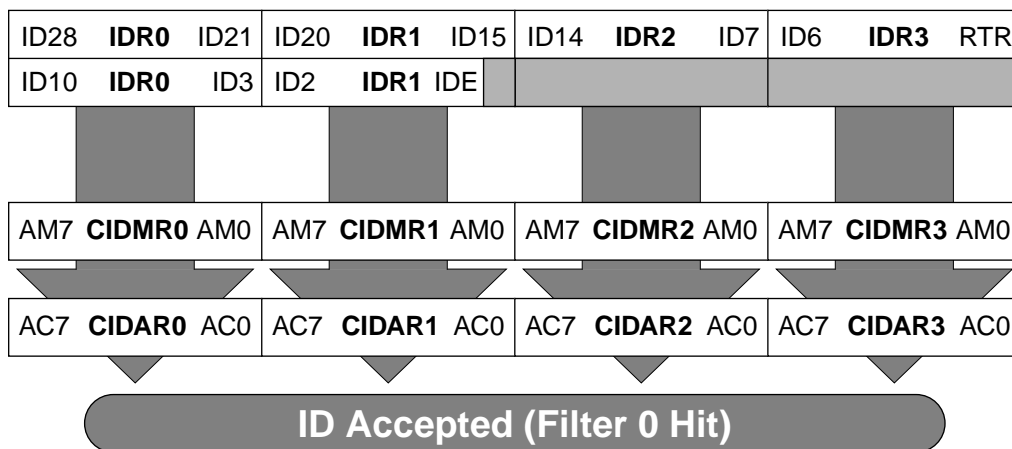 ID28 IDR0 ID21 ID20 IDR1 ID15 ID14 IDR2 ID7 ID6 IDR3 RTR
ID10 IDR0 ID3 ID2 IDR1 IDE
AM7 CIDMR0 AM0 AM7 CIDMR1 AM0 AM7 CIDMR2 AM0 AM7 CIDMR3 AM0
AC7 CIDAR0 AC0 AC7 CIDAR1 AC0 AC7 CIDAR2 AC0 AC7 CIDAR3 AC0
ID Accepted (Filter 0 Hit)